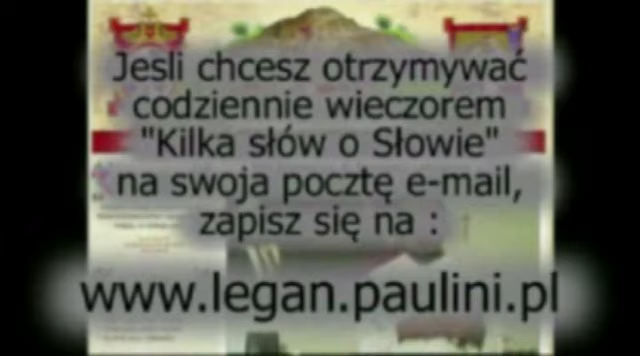 Jesli chcesz otrzymywać
codziennie wieczorem
"Kilka słów o Słowie"
na swoja pocztę e-mail,
zapisz się na :
www.legan.paulini.pl